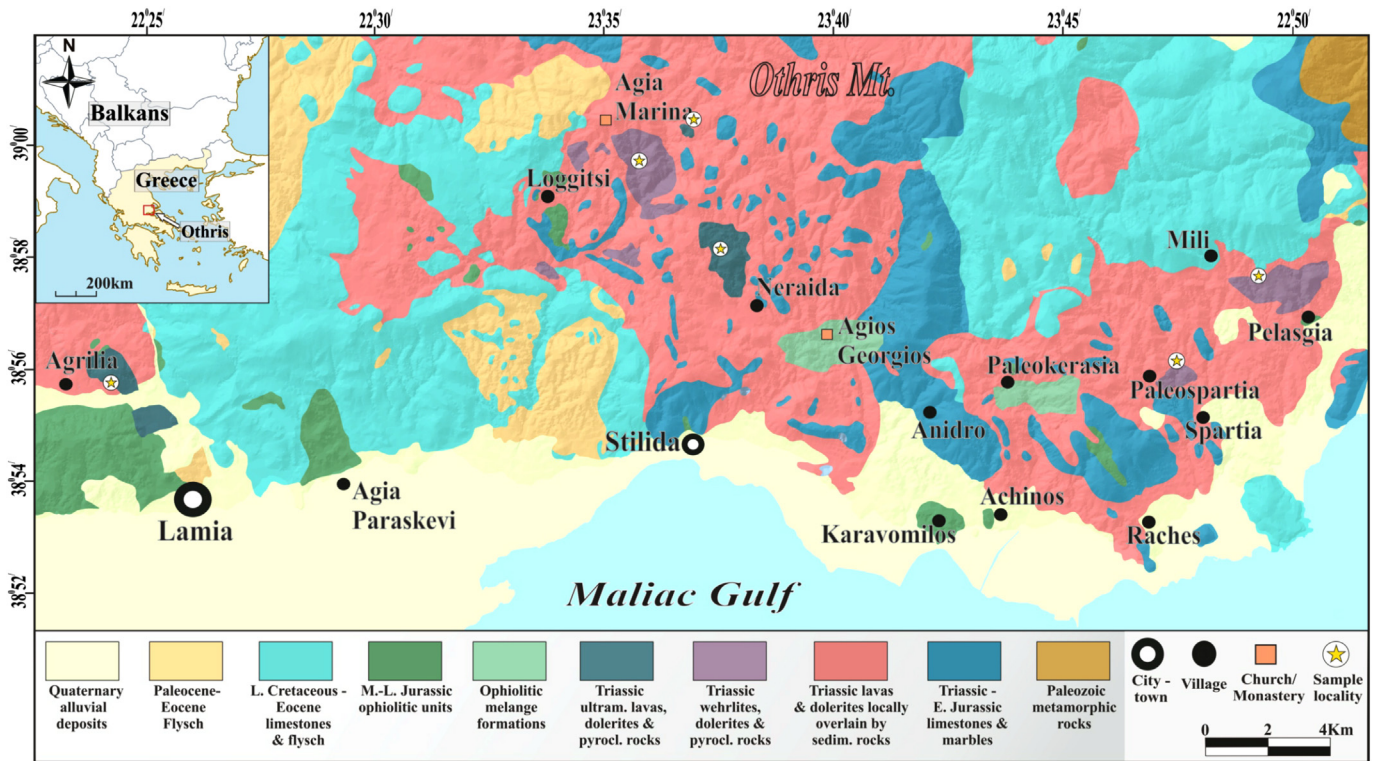 22°25′ 22°30′ 23°35′ 23°40′ 23°45′ 22°50′
N
Balkans
Greece
Othris
200km
39°00′
38°58′
38°56′
38°54′
38°52′
Othris Mt.
Agia
Marina
Loggitsi
Neraida
Agios
Georgios
Mili
Pelasgia
Agrilia
Paleokerasia
Paleospartia
Anidro
Spartia
Stilida
Lamia
Agia
Paraskevi
Achinos
Karavomilos
Raches
Maliac Gulf
Quaternary
alluvial
deposits
Paleocene-
Eocene
Flysch
L. Cretaceous -
Eocene
limestones
& flysch
M.-L. Jurassic
ophiolitic units
Ophiolitic
melange
formations
Triassic
ultram. lavas,
dolerites &
pyrocl. rocks
Triassic
wehrlites,
dolerites &
pyrocl. rocks
Triassic lavas
& dolerites locally
overlain by
sedim. rocks
Triassic -
E. Jurassic
limestones &
marbles
Paleozoic
metamorphic
rocks
City -
town
Village
Church/
Monastery
Sample
locality
0 2 4Km